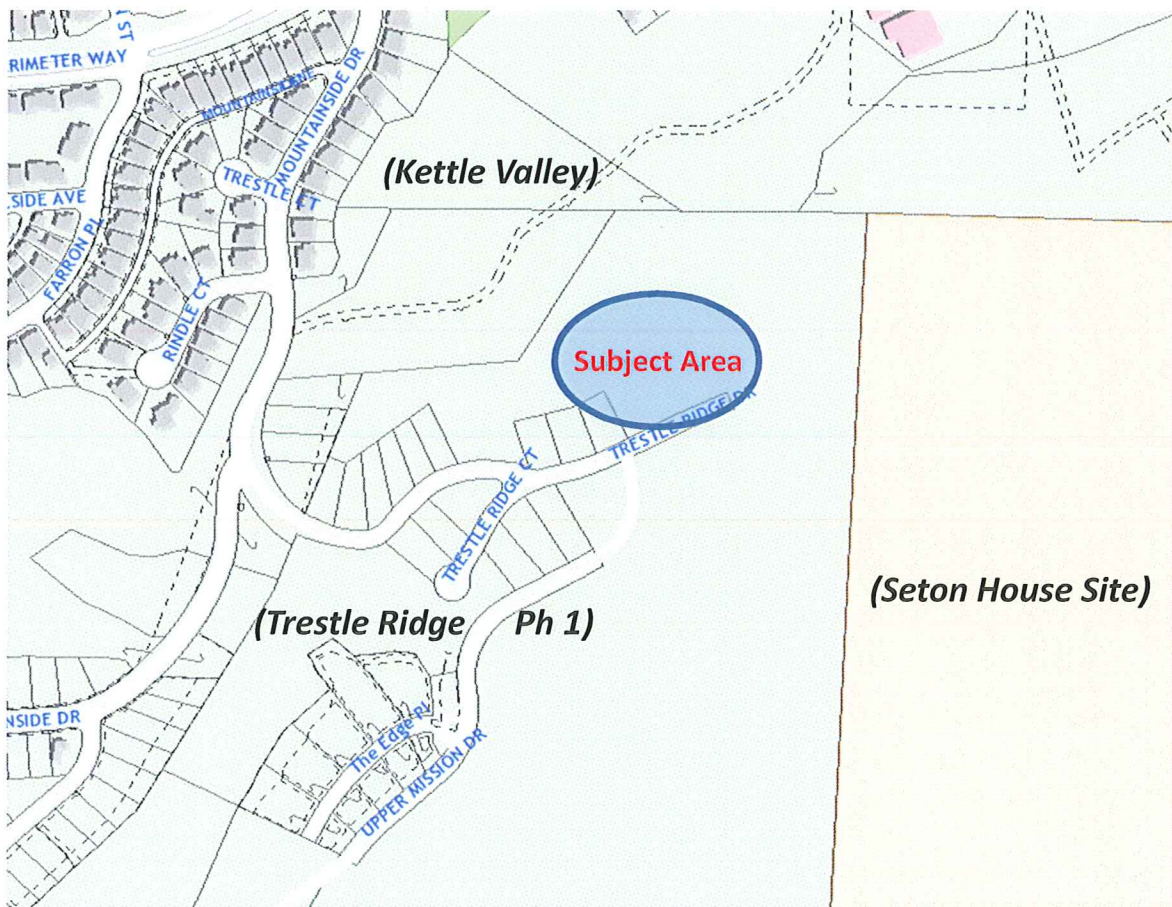 RIMETER WAY
ST
MOUNTAINSIDE DR
TRESTLE CT
(Kettle Valley)
SIDE AVE
FARRON PL
RINDLE CT
Subject Area
TRESTLE RIDGE DR
TRESTLE RIDGE CT
(Seton House Site)
(Trestle Ridge Ph 1)
NSIDE DR
The Edge Pl
UPPER MISSION DR